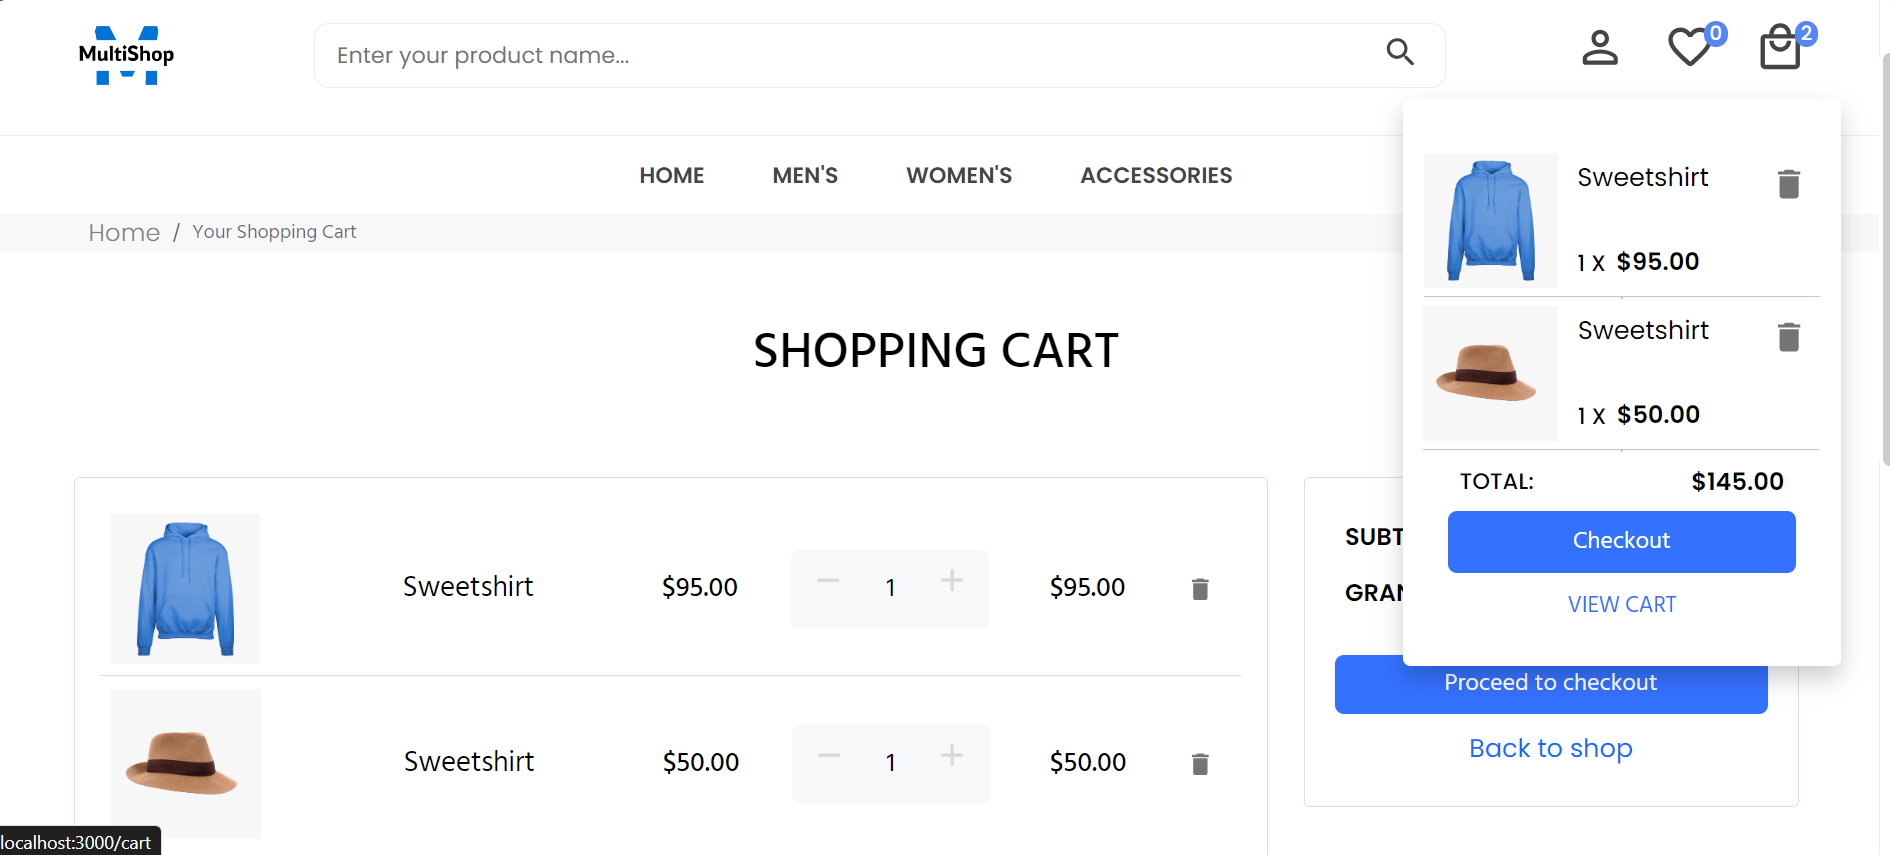 MultiShop
Enter your product name...
0
2
HOME MEN'S WOMEN'S ACCESSORIES
Home / Your Shopping Cart
Sweetshirt
1 X $95.00
Sweetshirt
1 X $50.00
TOTAL: $145.00
Checkout
VIEW CART
SHOPPING CART
Sweetshirt $95.00 1 $95.00
Sweetshirt $50.00 1 $50.00
SUBT
GRAN
Proceed to checkout
Back to shop
localhost:3000/cart